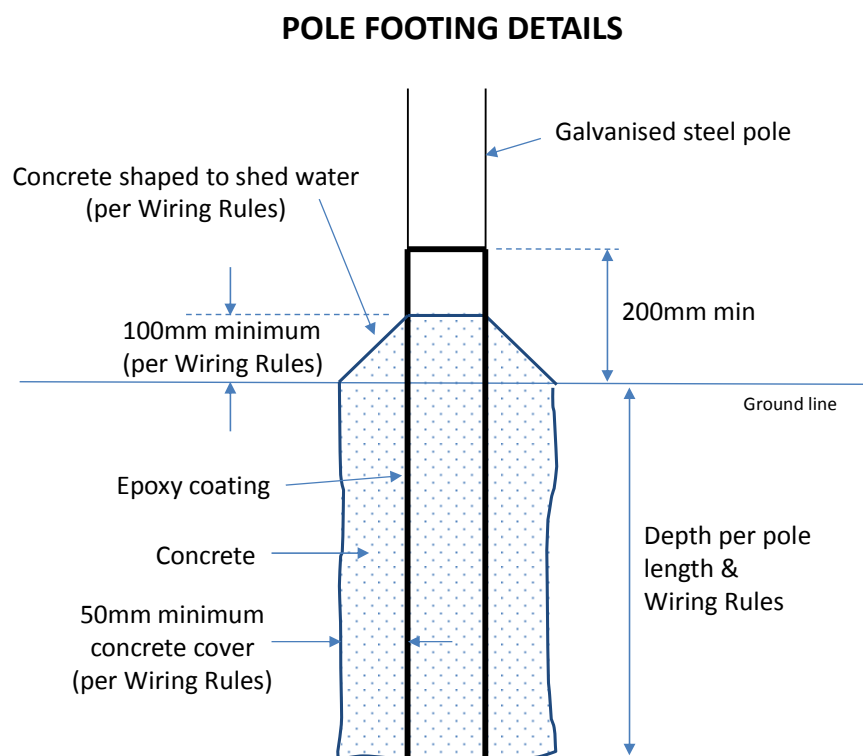 POLE FOOTING DETAILS
Galvanised steel pole
Concrete shaped to shed water
(per Wiring Rules)
200mm min
100mm minimum
(per Wiring Rules)
Ground line
Epoxy coating
Concrete
Depth per pole
length &
Wiring Rules
50mm minimum
concrete cover
(per Wiring Rules)